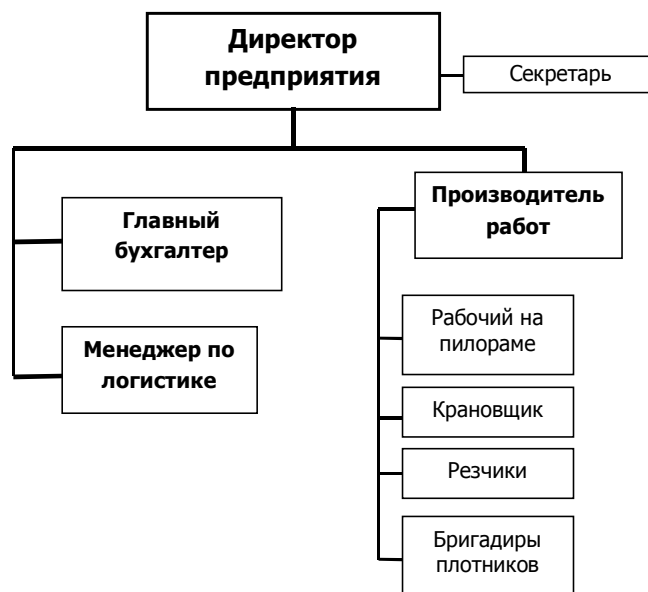 Директор
предприятия
Секретарь
Главный
бухгалтер
Менеджер по
логистике
Производитель
работ
Рабочий на
пилораме
Крановщик
Резчики
Бригадиры
плотников